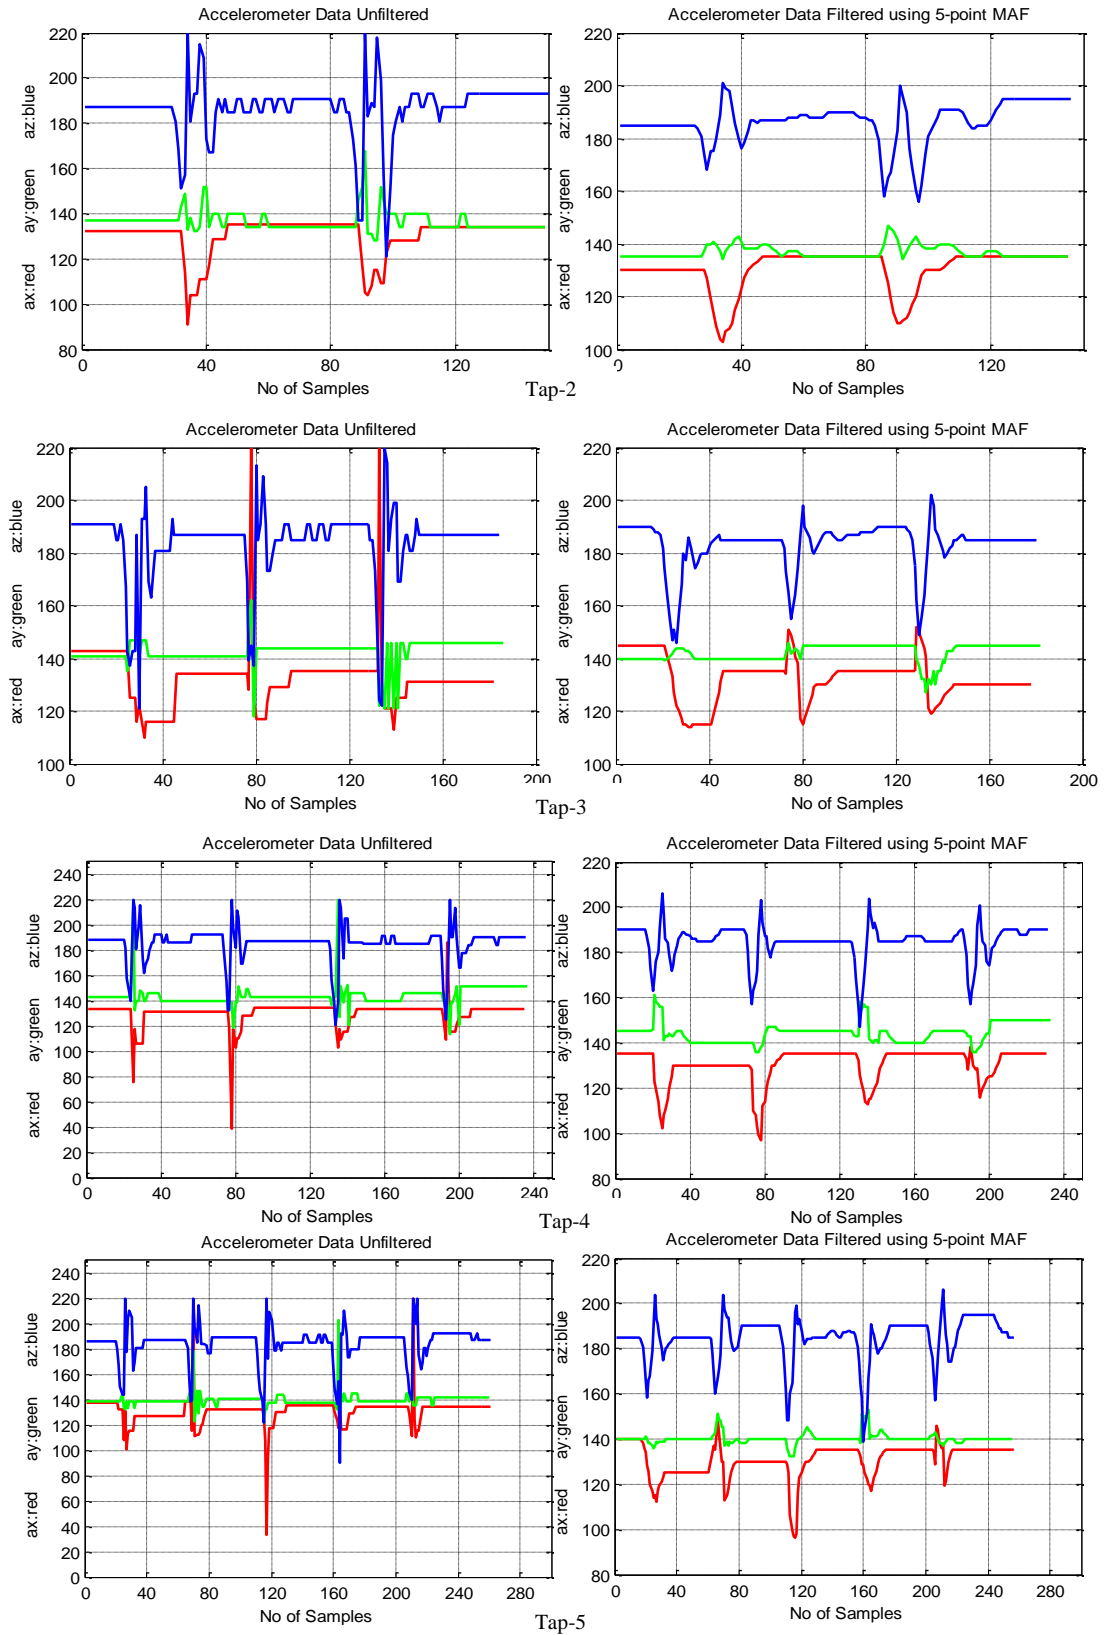 Accelerometer Data Unfiltered
Accelerometer Data Filtered using 5-point MAF
ax:red ay:green az:blue
220
200
180
160
140
120
100
80
0 40 80 120
No of Samples
ax:red ay:green az:blue
220
200
180
160
140
120
100
0 40 80 120
No of Samples
Tap-2
Accelerometer Data Unfiltered
Accelerometer Data Filtered using 5-point MAF
ax:red ay:green az:blue
220
200
180
160
140
120
100
0 40 80 120 160 200
No of Samples
ax:red ay:green az:blue
220
200
180
160
140
120
100
0 40 80 120 160 200
No of Samples
Tap-3
Accelerometer Data Unfiltered
Accelerometer Data Filtered using 5-point MAF
ax:red ay:green az:blue
240
220
200
180
160
140
120
100
80
60
40
20
0
0 40 80 120 160 200 240
No of Samples
ax:red ay:green az:blue
220
200
180
160
140
120
100
80
0 40 80 120 160 200 240
No of Samples
Tap-4
Accelerometer Data Unfiltered
Accelerometer Data Filtered using 5-point MAF
ax:red ay:green az:blue
240
220
200
180
160
140
120
100
80
60
40
20
0
0 40 80 120 160 200 240 280
No of Samples
ax:red ay:green az:blue
220
200
180
160
140
120
100
80
0 40 80 120 160 200 240 280
No of Samples
Tap-5